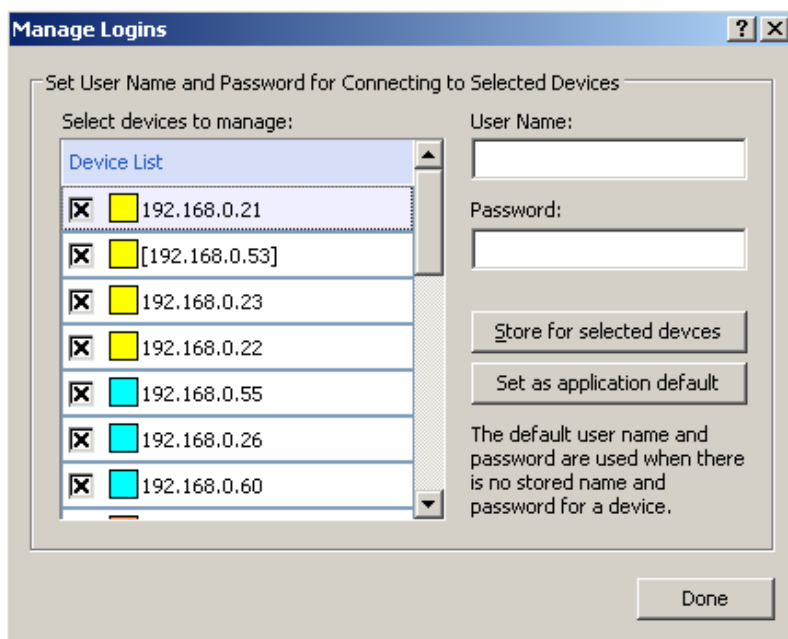 Manage Logins
Set User Name and Password for Connecting to Selected Devices
Select devices to manage:
Device List
192.168.0.21
[192.168.0.53]
192.168.0.23
192.168.0.22
192.168.0.55
192.168.0.26
192.168.0.60
User Name:
Password:
Store for selected devces
Set as application default
The default user name and
password are used when there
is no stored name and
password for a device.
Done